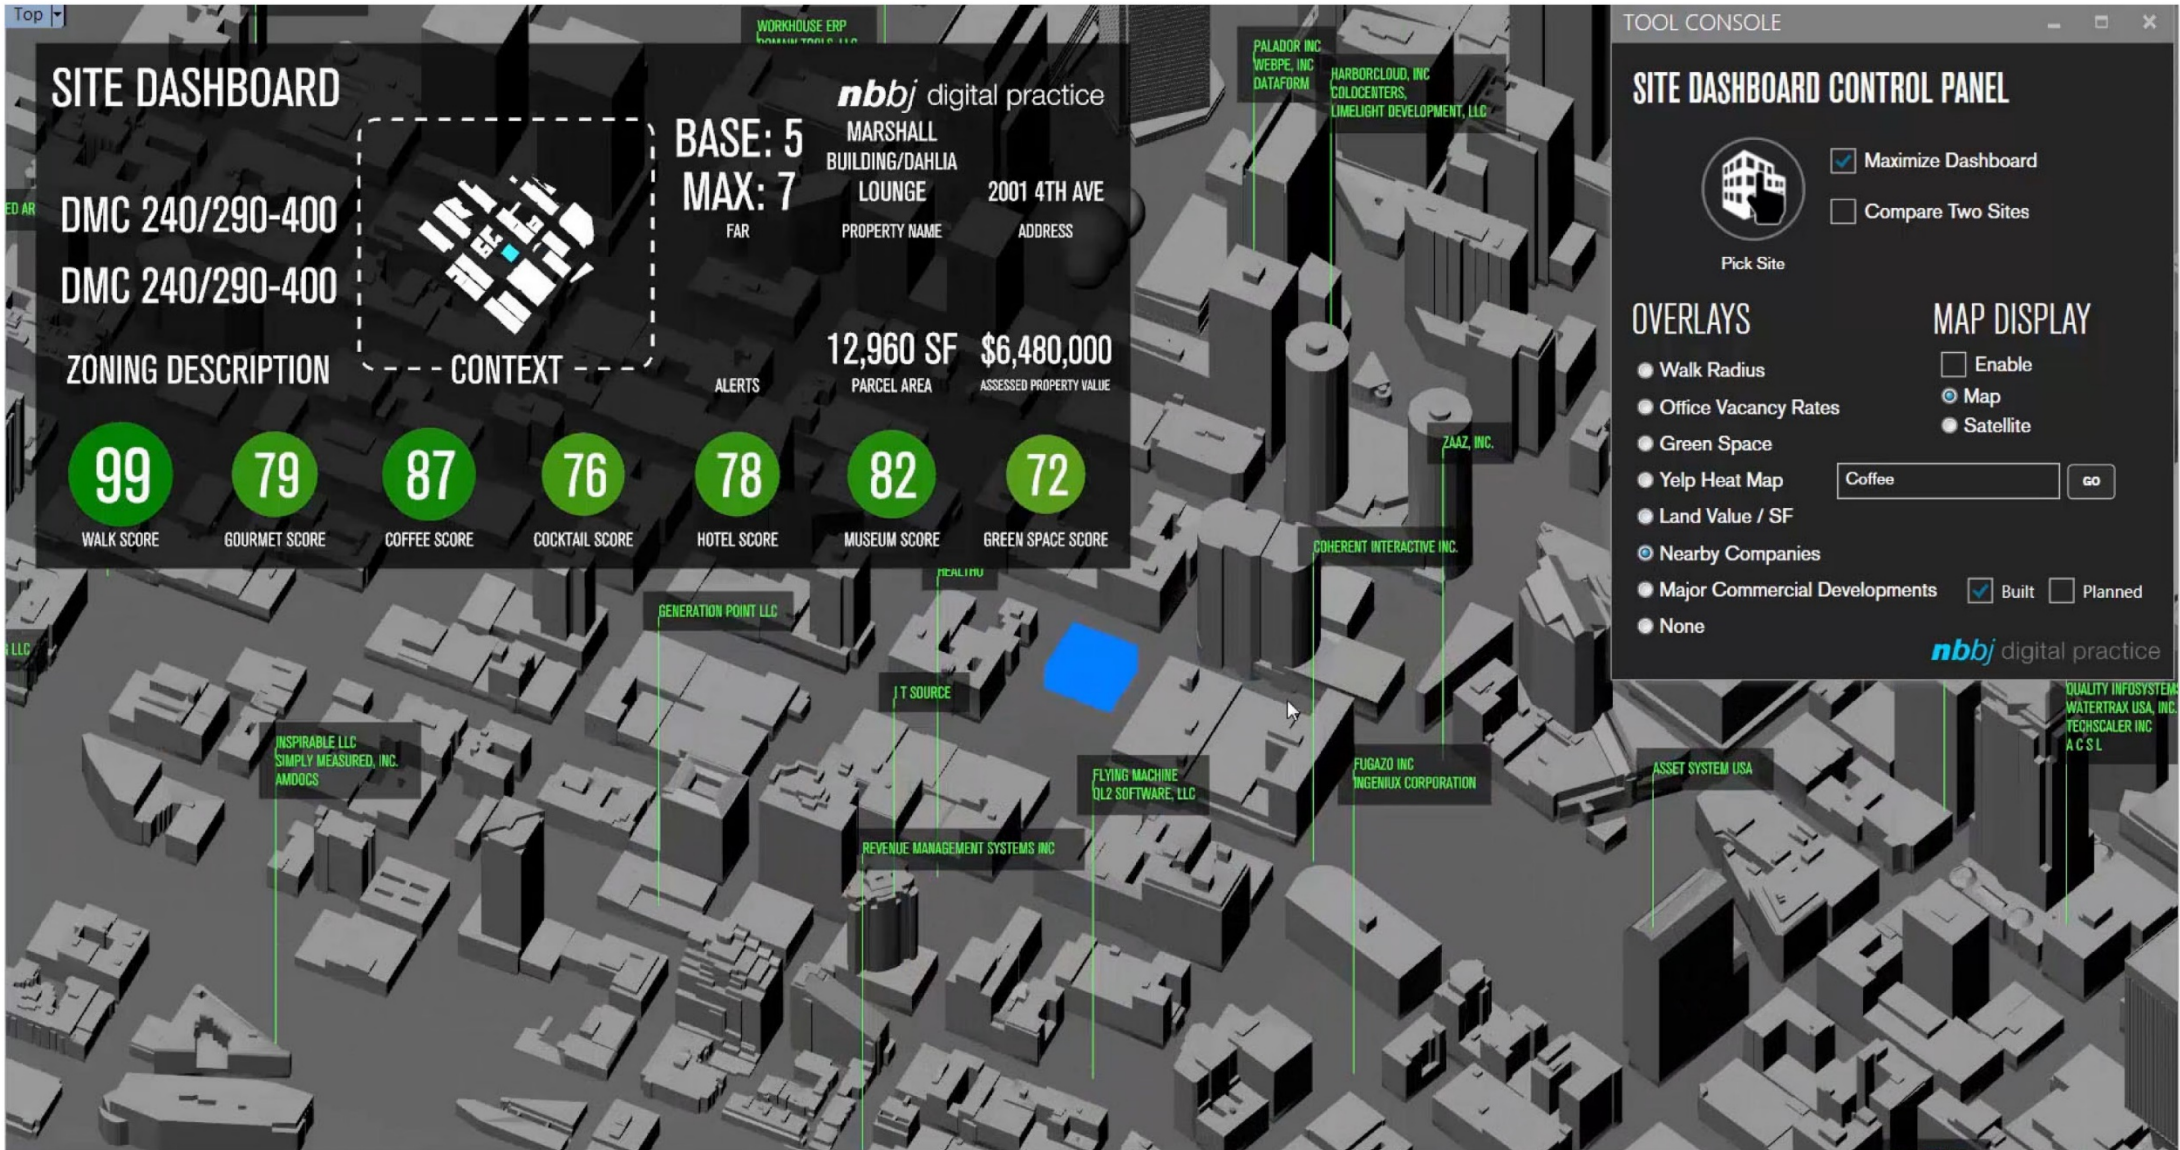 Top
WORKHOUSE ERP
DOMAIN TOOLS, LLC
SITE DASHBOARD
nbbj digital practice
DMC 240/290-400
DMC 240/290-400
ZONING DESCRIPTION
CONTEXT
BASE: 5
MAX: 7
FAR
MARSHALL
BUILDING/DAHLIA
LOUNGE
PROPERTY NAME
2001 4TH AVE
ADDRESS
ALERTS
12,960 SF
PARCEL AREA
$6,480,000
ASSESSED PROPERTY VALUE
99
WALK SCORE
79
GOURMET SCORE
87
COFFEE SCORE
76
COCKTAIL SCORE
78
HOTEL SCORE
82
MUSEUM SCORE
72
GREEN SPACE SCORE
ED AR
LLC
PALADOR INC
WEBPE, INC
DATAFORM
HARBORCLOUD, INC
COLOCENTERS,
LIMELIGHT DEVELOPMENT, LLC
ZAAZ, INC.
COHERENT INTERACTIVE INC.
GENERATION POINT LLC
I T SOURCE
INSPIRABLE LLC
SIMPLY MEASURED, INC.
AMDOCS
FLYING MACHINE
QL2 SOFTWARE, LLC
FUGAZO INC
INGENIUX CORPORATION
ASSET SYSTEM USA
REVENUE MANAGEMENT SYSTEMS INC
QUALITY INFOSYSTEMS
WATERTRAX USA, INC.
TECHSCALER INC
A C S L
TOOL CONSOLE
SITE DASHBOARD CONTROL PANEL
Pick Site
Maximize Dashboard
Compare Two Sites
OVERLAYS
Walk Radius
Office Vacancy Rates
Green Space
Yelp Heat Map
Coffee
GO
Land Value / SF
Nearby Companies
Major Commercial Developments
Built
Planned
None
MAP DISPLAY
Enable
Map
Satellite
nbbj digital practice